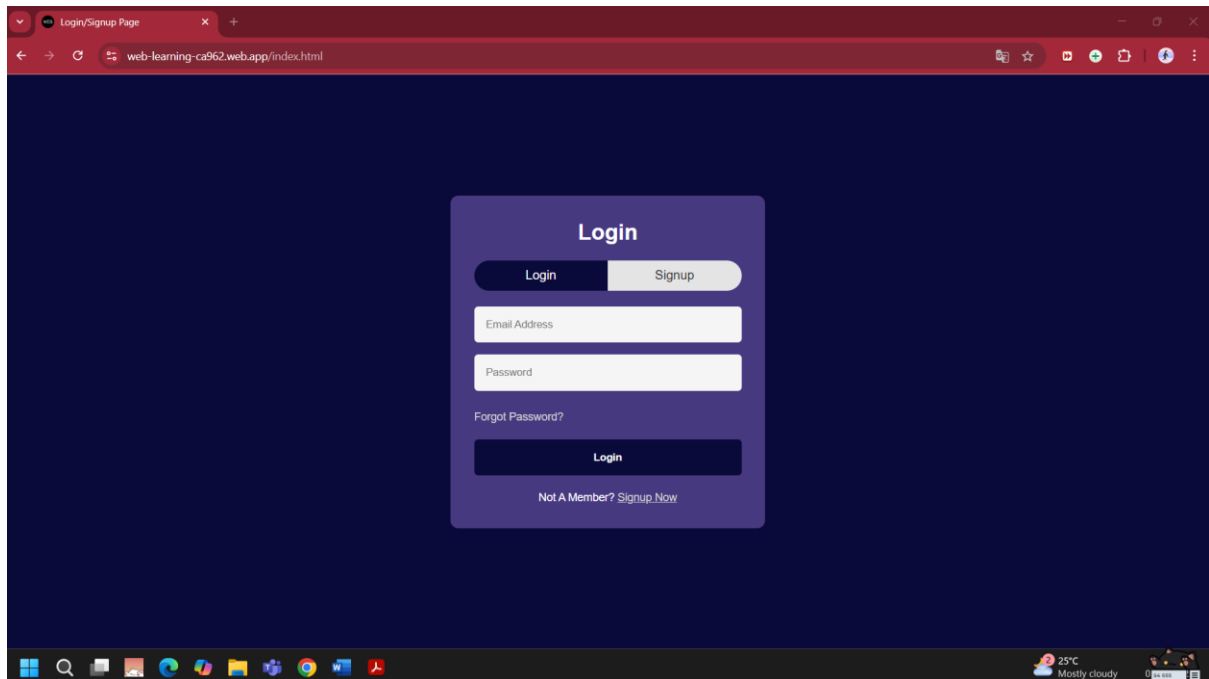 Login/Signup Page
web-learning-ca962.web.app/index.html
Login
Login Signup
Email Address
Password
Forgot Password?
Login
Not A Member? Signup Now
2 25°C
Mostly cloudy